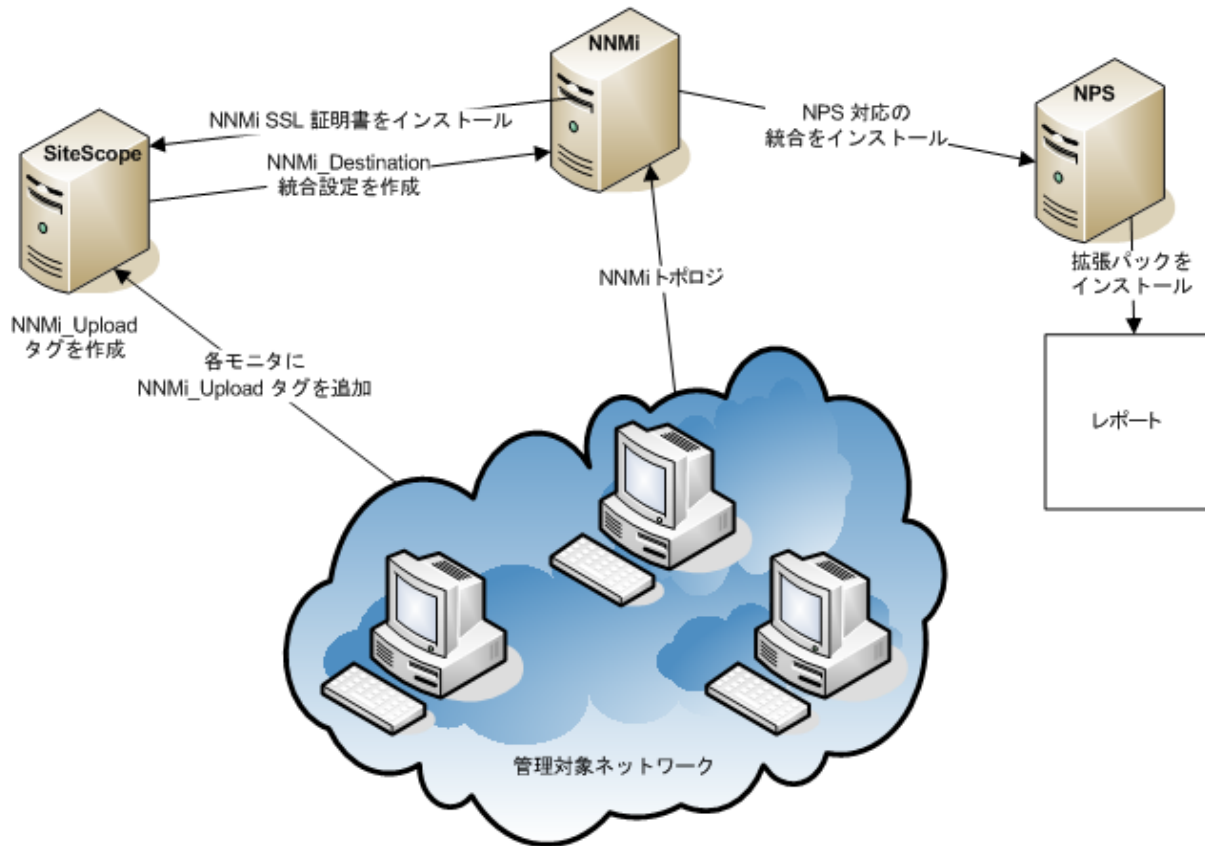 NNMi
NPS
SiteScope
NNMi SSL 証明書をインストール
NNMi_Destination
統合設定を作成
NPS 対応の
統合をインストール
NNMiトポロジ
拡張パックを
インストール
NNMi_Upload
タグを作成
各モニタに
NNMi_Upload タグを追加
レポート
管理対象ネットワーク